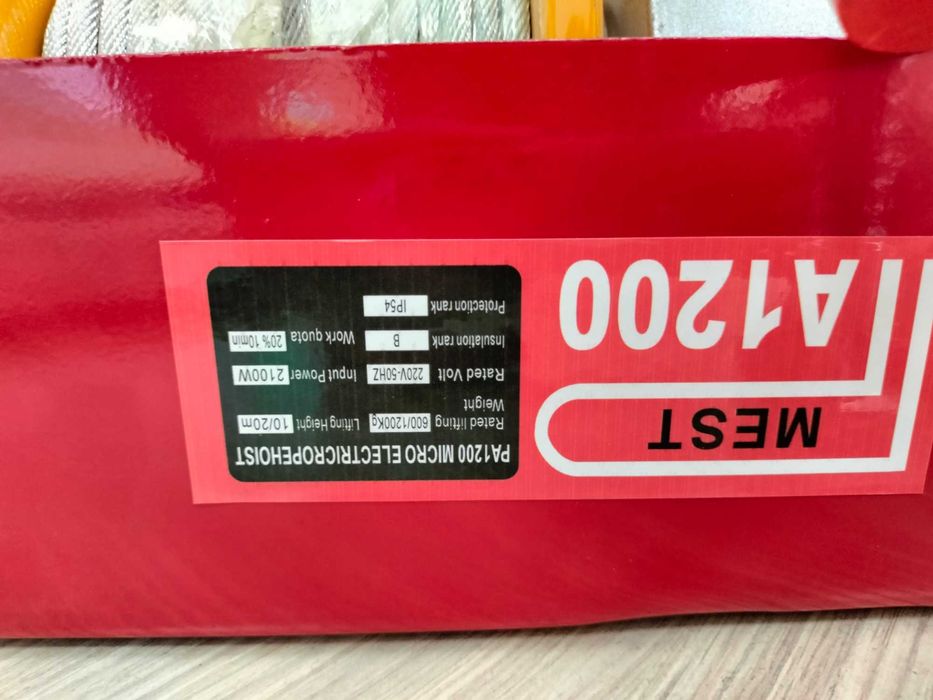 A1200
MEST
PA1200 MICRO ELECTRICROPEHOIST
Rated lifting Weight 600/1200Kg Lifting Height 10/20m
Rated Volt 220V-50HZ Input Power 2100W
Insulation rank B Work quota 20% 10min
Protection rank IP54